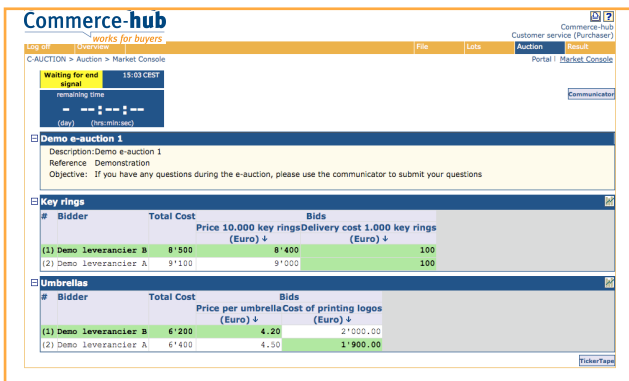 Commerce-hub
works for buyers
?
Commerce-hub
Customer service (Purchaser)
Log off Overview File Lots Auction Result
C-AUCTION > Auction > Market Console Portal | Market Console
Waiting for end signal 15:03 CEST
remaining time
- --:--:--
(day) (hrs:min:sec)
Communicator
Demo e-auction 1
Description: Demo e-auction 1
Reference Demonstration
Objective: If you have any questions during the e-auction, please use the communicator to submit your questions
Key rings
# Bidder Total Cost Bids
Price 10.000 key rings Delivery cost 1.000 key rings
(Euro) ↓ (Euro) ↓
(1) Demo leverancier B 8'500 8'400 100
(2) Demo leverancier A 9'100 9'000 100
Umbrellas
# Bidder Total Cost Bids
Price per umbrella Cost of printing logos
(Euro) ↓ (Euro) ↓
(1) Demo leverancier B 6'200 4.20 2'000.00
(2) Demo leverancier A 6'400 4.50 1'900.00
TickerTape